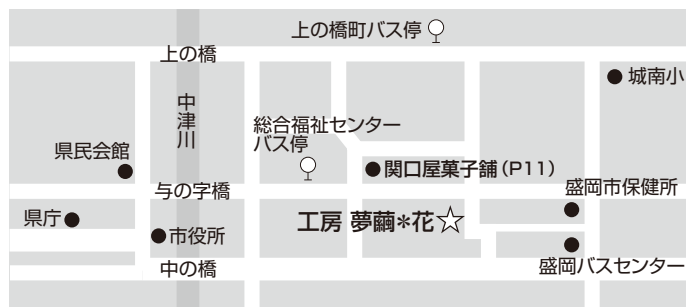 上の橋町バス停
上の橋
城南小
中津川
総合福祉センター
バス停
県民会館
関口屋菓子舗（P11）
与の字橋
盛岡市保健所
県庁
工房 夢繭＊花
市役所
中の橋
盛岡バスセンター